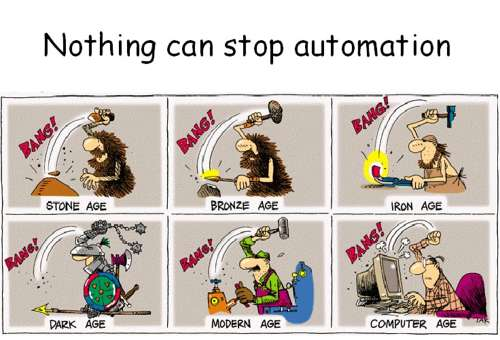 Nothing can stop automation
BANG!
BANG!
BANG!
STONE AGE
BRONZE AGE
IRON AGE
BANG!
BANG!
BANG!
DARK AGE
MODERN AGE
COMPUTER AGE